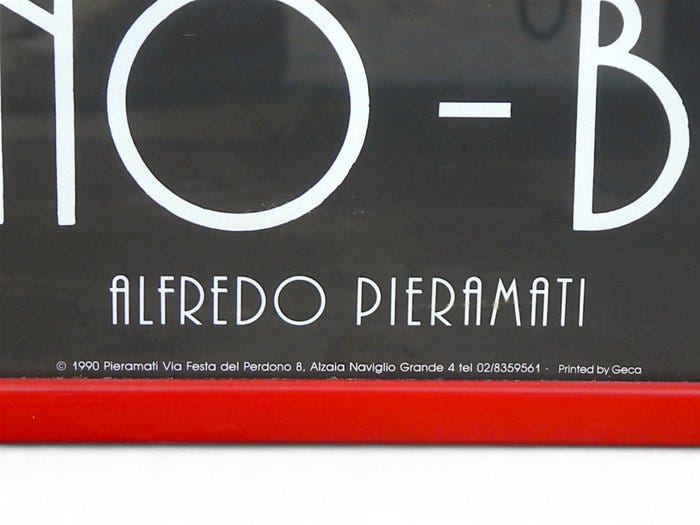 NO-B
ALFREDO PIERAMATI
© 1990 Pieramati Via Festa del Perdono 8, Alzaia Naviglio Grande 4 tel 02/8359561 - Printed by Geca